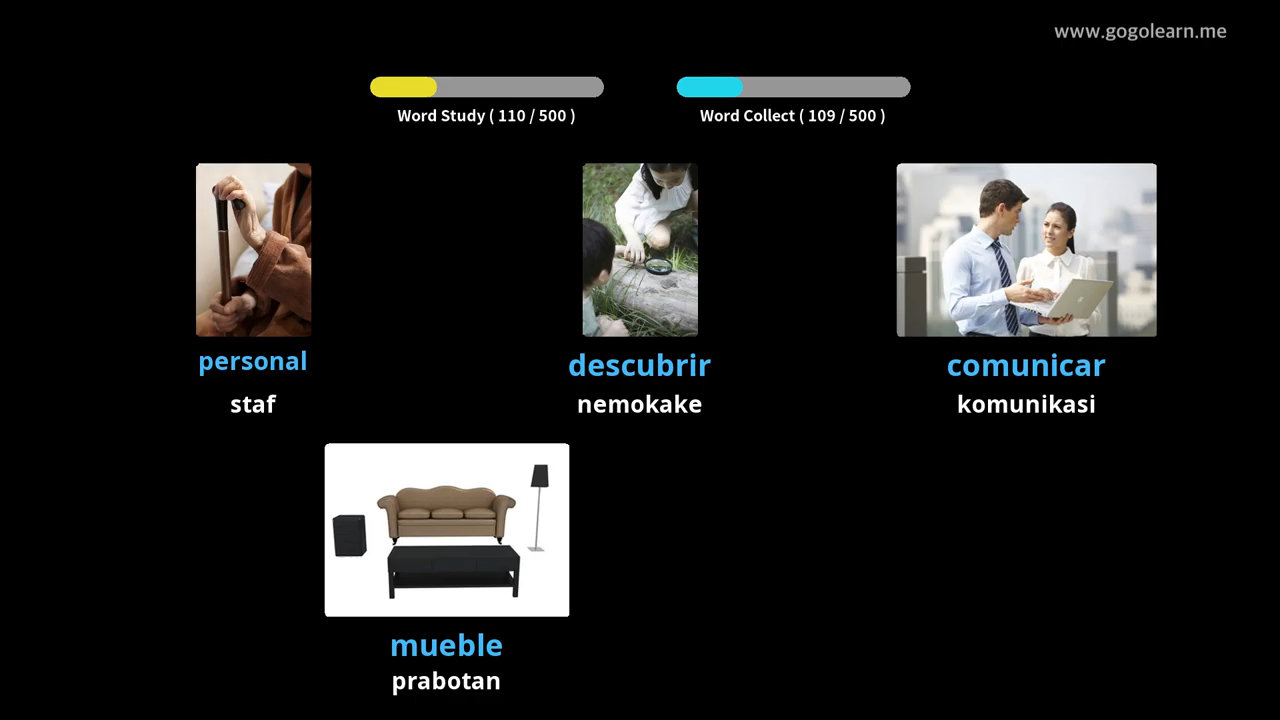 www.gogolearn.me
Word Study ( 110 / 500 )
Word Collect ( 109 / 500 )
personal
staf
descubrir
nemokake
comunicar
komunikasi
mueble
prabotan